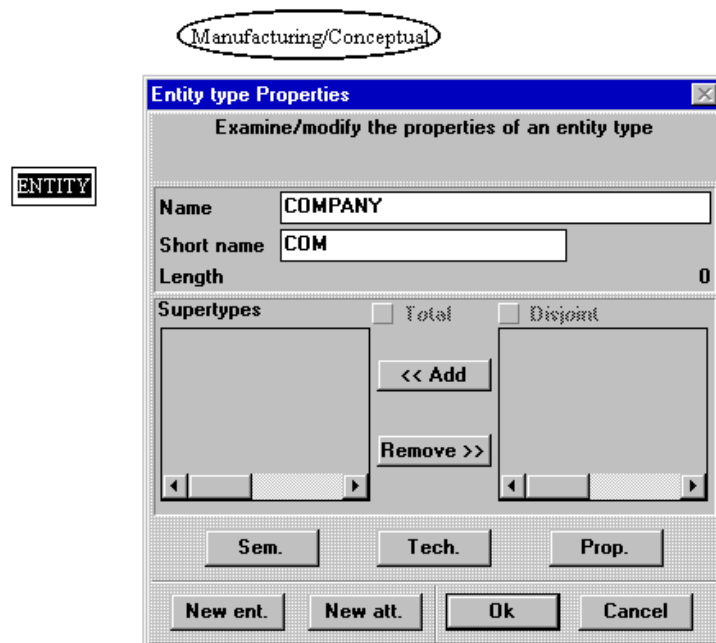 Manufacturing/Conceptual
Entity type Properties
Examine/modify the properties of an entity type
ENTITY
Name COMPANY
Short name COM
Length 0
Supertypes Total Disjoint
<< Add
Remove >>
Sem. Tech. Prop.
New ent. New att. Ok Cancel